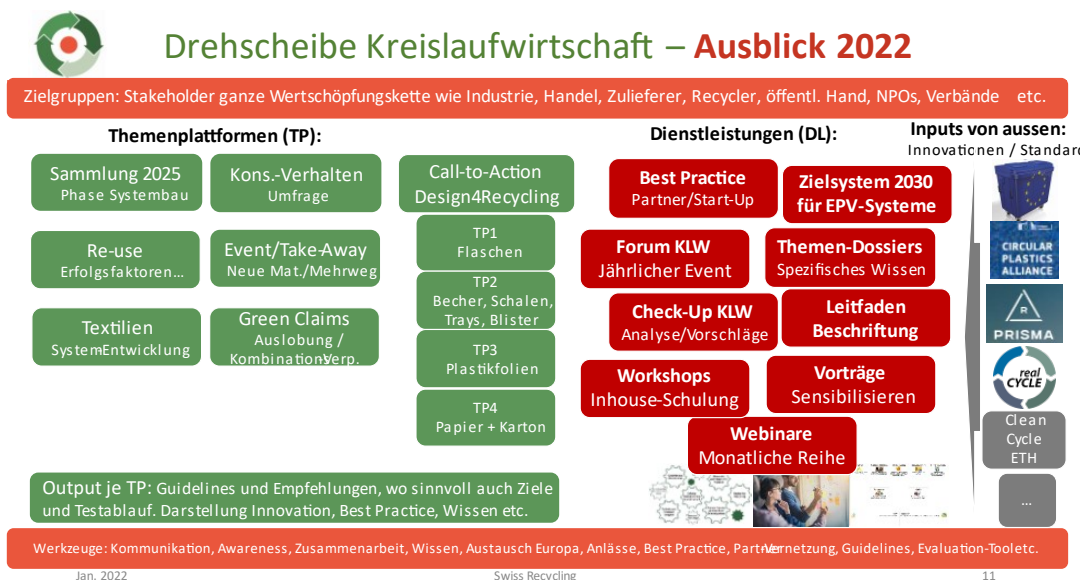 Drehscheibe Kreislaufwirtschaft – Ausblick 2022
Zielgruppen: Stakeholder ganze Wertschöpfungskette wie Industrie, Handel, Zulieferer, Recycler, öffentl. Hand, NPOs, Verbände etc.
Themenplattformen (TP):
Sammlung 2025
Phase Systembau
Kons.-Verhalten
Umfrage
Re-use
Erfolgsfaktoren…
Event/Take-Away
Neue Mat./Mehrweg
Textilien
System-Entwicklung
Green Claims
Auslobung /
Kombination-Verp.
Call-to-Action
Design4Recycling
TP1
Flaschen
TP2
Becher, Schalen,
Trays, Blister
TP3
Plastikfolien
TP4
Papier + Karton
Output je TP: Guidelines und Empfehlungen, wo sinnvoll auch Ziele
und Testablauf. Darstellung Innovation, Best Practice, Wissen etc.
Dienstleistungen (DL):
Best Practice
Partner/Start-Up
Zielsystem 2030
für EPV-Systeme
Forum KLW
Jährlicher Event
Themen-Dossiers
Spezifisches Wissen
Check-Up KLW
Analyse/Vorschläge
Leitfaden
Beschriftung
Workshops
Inhouse-Schulung
Vorträge
Sensibilisieren
Webinare
Monatliche Reihe
Inputs von aussen:
Innovationen / Standar
CIRCULAR
PLASTICS
ALLIANCE
R
PRISMA
real
CYCLE
Clean
Cycle
ETH
…
Werkzeuge: Kommunikation, Awareness, Zusammenarbeit, Wissen, Austausch Europa, Anlässe, Best Practice, Partner-Vernetzung, Guidelines, Evaluation-Tool etc.
Jan. 2022
Swiss Recycling
11